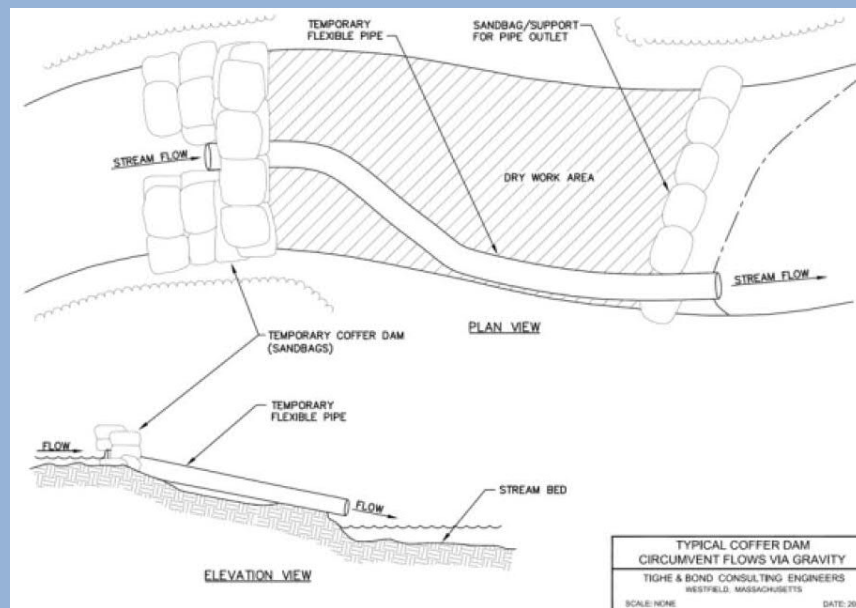 TEMPORARY
FLEXIBLE PIPE
SANDBAG/SUPPORT
FOR PIPE OUTLET
STREAM FLOW
DRY WORK AREA
STREAM FLOW
PLAN VIEW
TEMPORARY COFFER DAM
(SANDBAGS)
TEMPORARY
FLEXIBLE PIPE
FLOW
FLOW
STREAM BED
ELEVATION VIEW
TYPICAL COFFER DAM
CIRCUMVENT FLOWS VIA GRAVITY
TIGHE & BOND CONSULTING ENGINEERS
WESTFIELD, MASSACHUSETTS
SCALE: NONE
DATE: 20